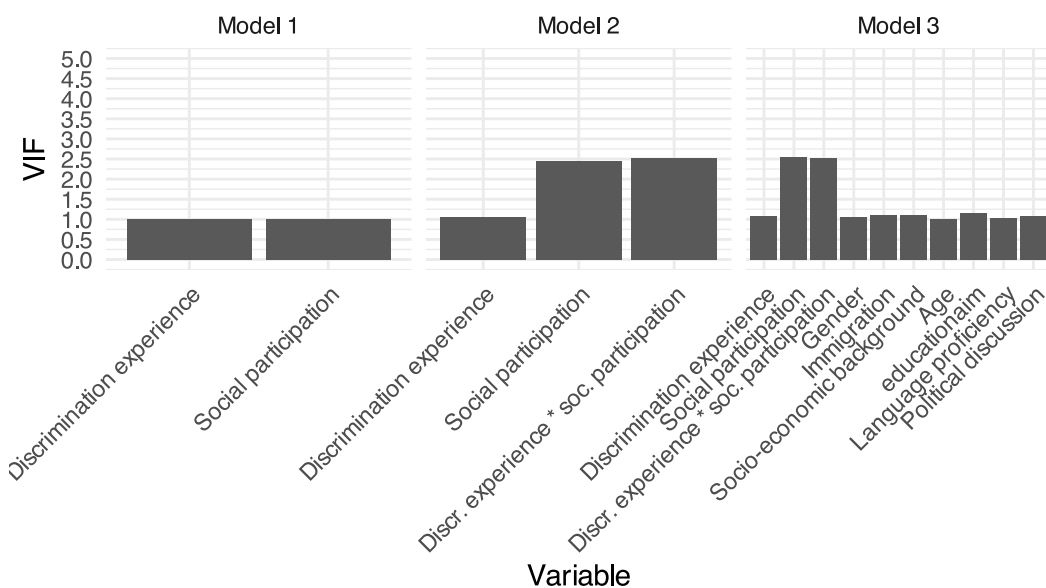 Model 1
Model 2
Model 3
VIF
5.0
4.5
4.0
3.5
3.0
2.5
2.0
1.5
1.0
0.5
0.0
Discrimination experience
Social participation
Discrimination experience
Social participation
Discr. experience * soc. participation
Discrimination experience
Social participation
Discr. experience * soc. participation
Gender
Immigration
Socio-economic background
Age
educationaim
Language proficiency
Political discussion
Variable